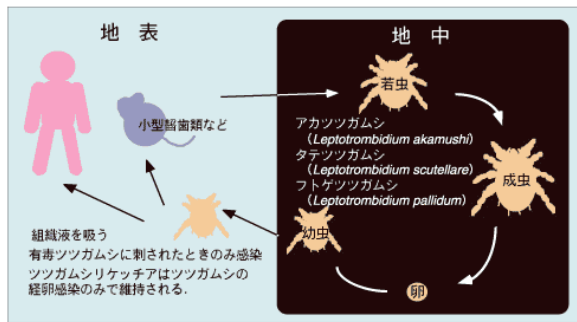 地表
地中
若虫
小型齧歯類など
アカツツガムシ
(Leptotrombidium akamushi)
タテツツガムシ
(Leptotrombidium scutellare)
フトゲツツガムシ
(Leptotrombidium pallidum)
成虫
幼虫
卵
組織液を吸う
有毒ツツガムシに刺されたときのみ感染
ツツガムシリケッチアはツツガムシの
経卵感染のみで維持される.